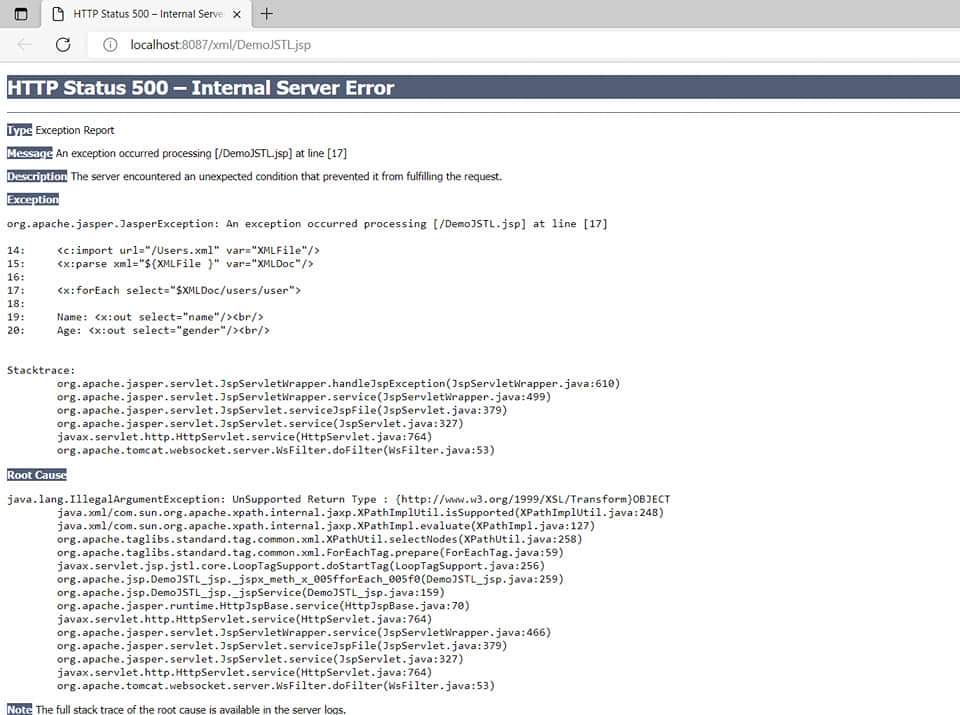 HTTP Status 500 – Internal Serve
localhost:8087/xml/DemoJSTL.jsp
HTTP Status 500 – Internal Server Error
Type Exception Report
Message An exception occurred processing [/DemoJSTL.jsp] at line [17]
Description The server encountered an unexpected condition that prevented it from fulfilling the request.
Exception
org.apache.jasper.JasperException: An exception occurred processing [/DemoJSTL.jsp] at line [17]
14: <c:import url="/Users.xml" var="XMLFile"/>
15: <x:parse xml="${XMLFile }" var="XMLDoc"/>
16:
17: <x:forEach select="$XMLDoc/users/user">
18:
19: Name: <x:out select="name"/><br/>
20: Age: <x:out select="gender"/><br/>
Stacktrace:
org.apache.jasper.servlet.JspServletWrapper.handleJspException(JspServletWrapper.java:610)
org.apache.jasper.servlet.JspServletWrapper.service(JspServletWrapper.java:499)
org.apache.jasper.servlet.JspServlet.serviceJspFile(JspServlet.java:379)
org.apache.jasper.servlet.JspServlet.service(JspServlet.java:327)
javax.servlet.http.HttpServlet.service(HttpServlet.java:764)
org.apache.tomcat.websocket.server.WsFilter.doFilter(WsFilter.java:53)
Root Cause
java.lang.IllegalArgumentException: UnSupported Return Type : {http://www.w3.org/1999/XSL/Transform}OBJECT
java.xml/com.sun.org.apache.xpath.internal.jaxp.XPathImplUtil.isSupported(XPathImplUtil.java:248)
java.xml/com.sun.org.apache.xpath.internal.jaxp.XPathImpl.evaluate(XPathImpl.java:127)
org.apache.taglibs.standard.tag.common.xml.XPathUtil.selectNodes(XPathUtil.java:258)
org.apache.taglibs.standard.tag.common.xml.ForEachTag.prepare(ForEachTag.java:59)
javax.servlet.jsp.jstl.core.LoopTagSupport.doStartTag(LoopTagSupport.java:256)
org.apache.jsp.DemoJSTL_jsp._jspx_meth_x_005fforEach_005f0(DemoJSTL_jsp.java:259)
org.apache.jsp.DemoJSTL_jsp._jspService(DemoJSTL_jsp.java:159)
org.apache.jasper.runtime.HttpJspBase.service(HttpJspBase.java:70)
javax.servlet.http.HttpServlet.service(HttpServlet.java:764)
org.apache.jasper.servlet.JspServletWrapper.service(JspServletWrapper.java:466)
org.apache.jasper.servlet.JspServlet.serviceJspFile(JspServlet.java:379)
org.apache.jasper.servlet.JspServlet.service(JspServlet.java:327)
javax.servlet.http.HttpServlet.service(HttpServlet.java:764)
org.apache.tomcat.websocket.server.WsFilter.doFilter(WsFilter.java:53)
Note The full stack trace of the root cause is available in the server logs.